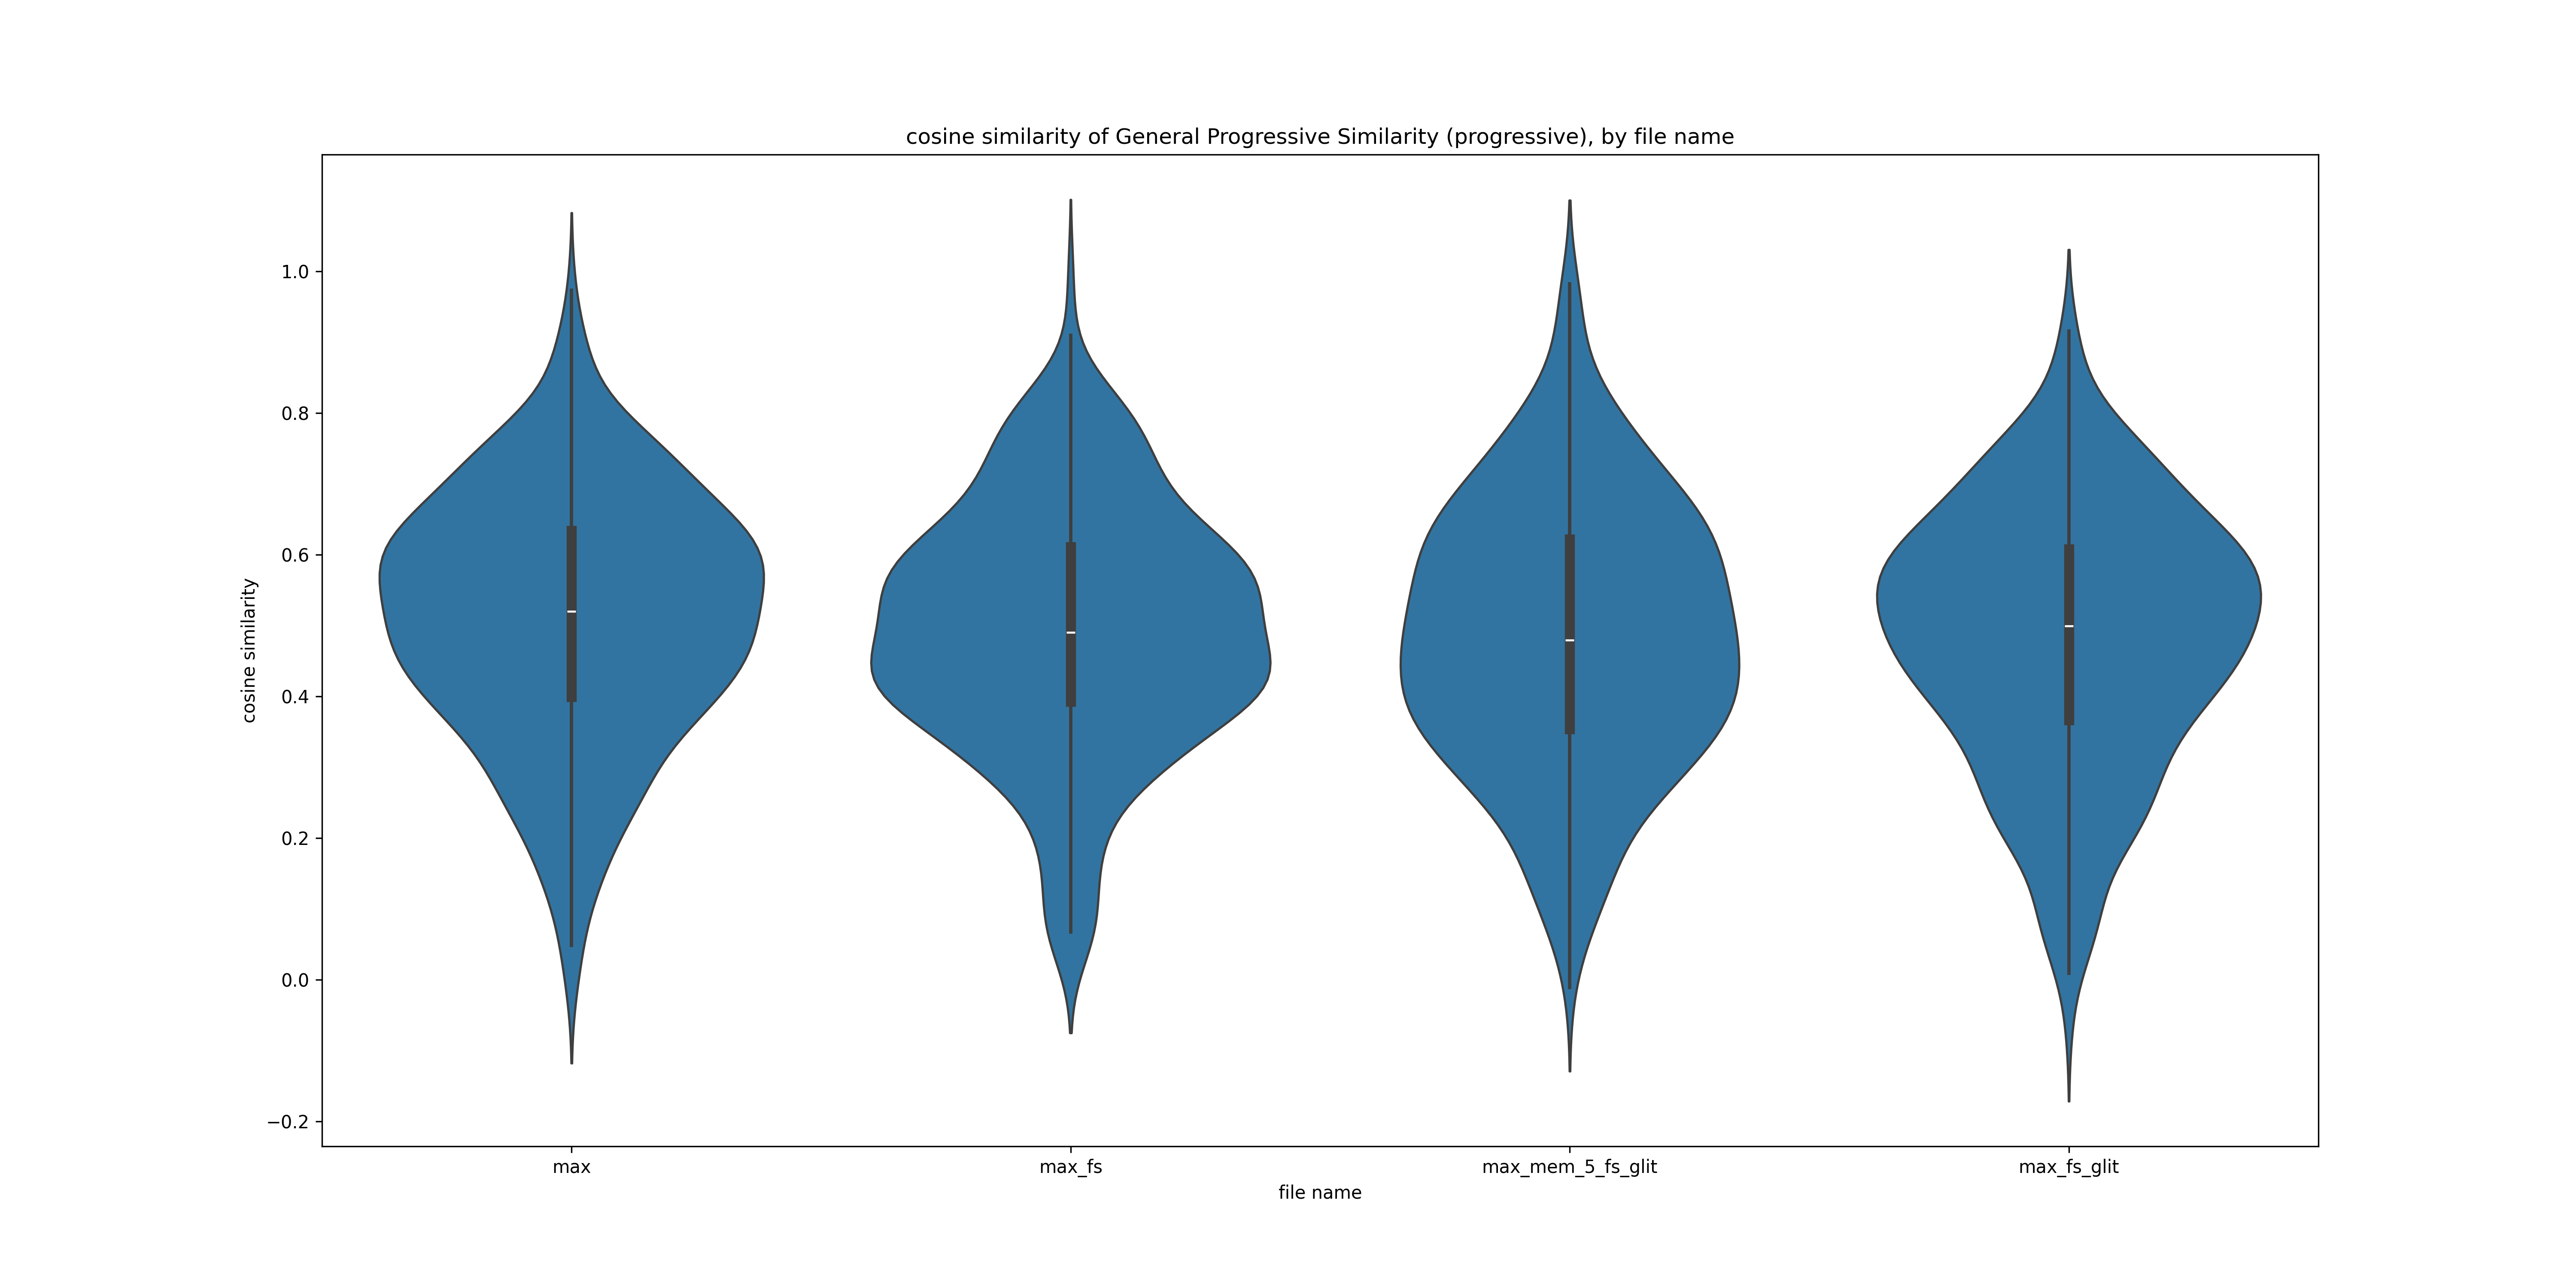 cosine similarity of General Progressive Similarity (progressive), by file name
cosine similarity
1.0
0.8
0.6
0.4
0.2
0.0
−0.2
max
max_fs
max_mem_5_fs_glit
max_fs_glit
file name